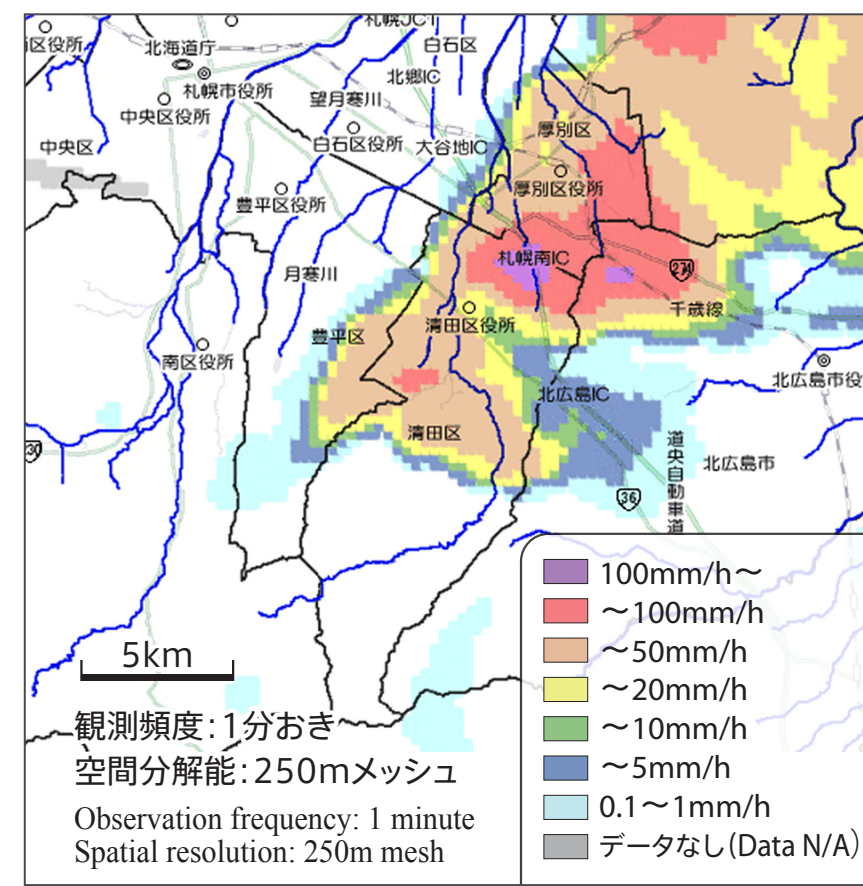 札幌JCT
区役所
北海道庁
白石区
札幌市役所
北郷IC
中央区役所
望月寒川
厚別区
中央区
白石区役所
大谷地IC
厚別区役所
豊平区役所
札幌南IC
274
月寒川
千歳線
清田区役所
豊平区
南区役所
北広島市役
北広島IC
清田区
道央自動車道
北広島市
30
36
5km
観測頻度：1分おき
空間分解能：250mメッシュ
Observation frequency: 1 minute
Spatial resolution: 250m mesh
100mm/h～
～100mm/h
～50mm/h
～20mm/h
～10mm/h
～5mm/h
0.1～1mm/h
データなし(Data N/A)